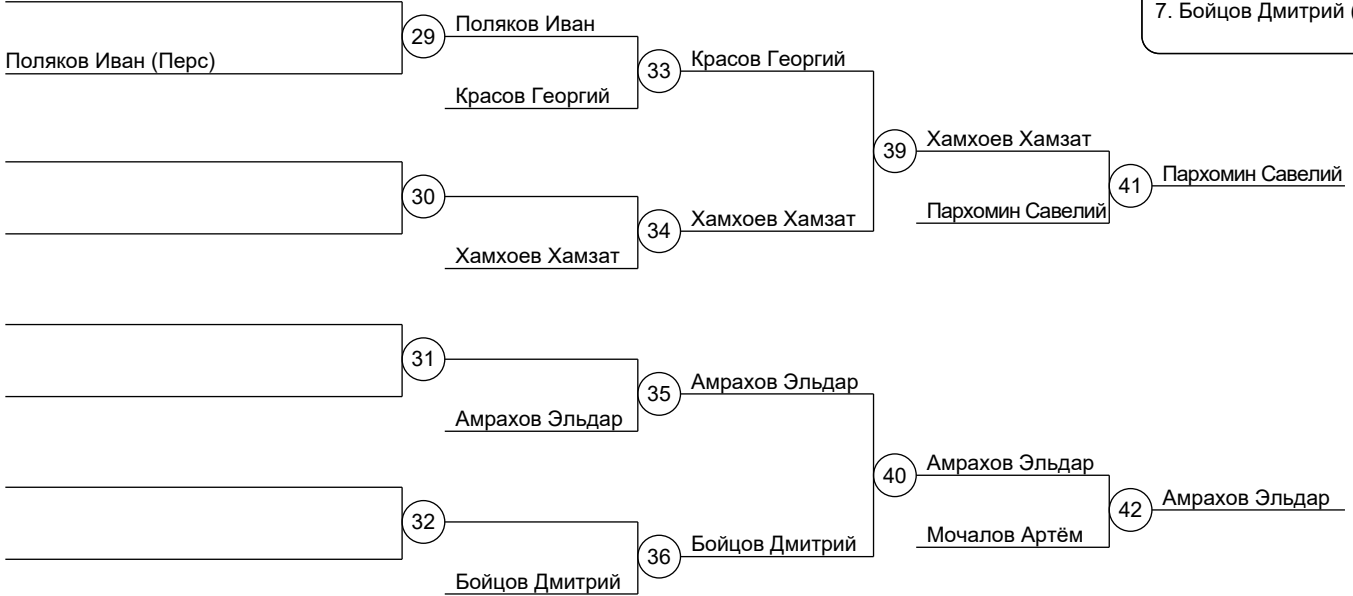 7. Бойцов Дмитрий (
29
Поляков Иван
Поляков Иван (Перс)
33
Красов Георгий
Красов Георгий
39
Хамхоев Хамзат
41
Пархомин Савелий
30
Пархомин Савелий
34
Хамхоев Хамзат
Хамхоев Хамзат
31
35
Амрахов Эльдар
Амрахов Эльдар
40
Амрахов Эльдар
42
Амрахов Эльдар
32
Мочалов Артём
36
Бойцов Дмитрий
Бойцов Дмитрий